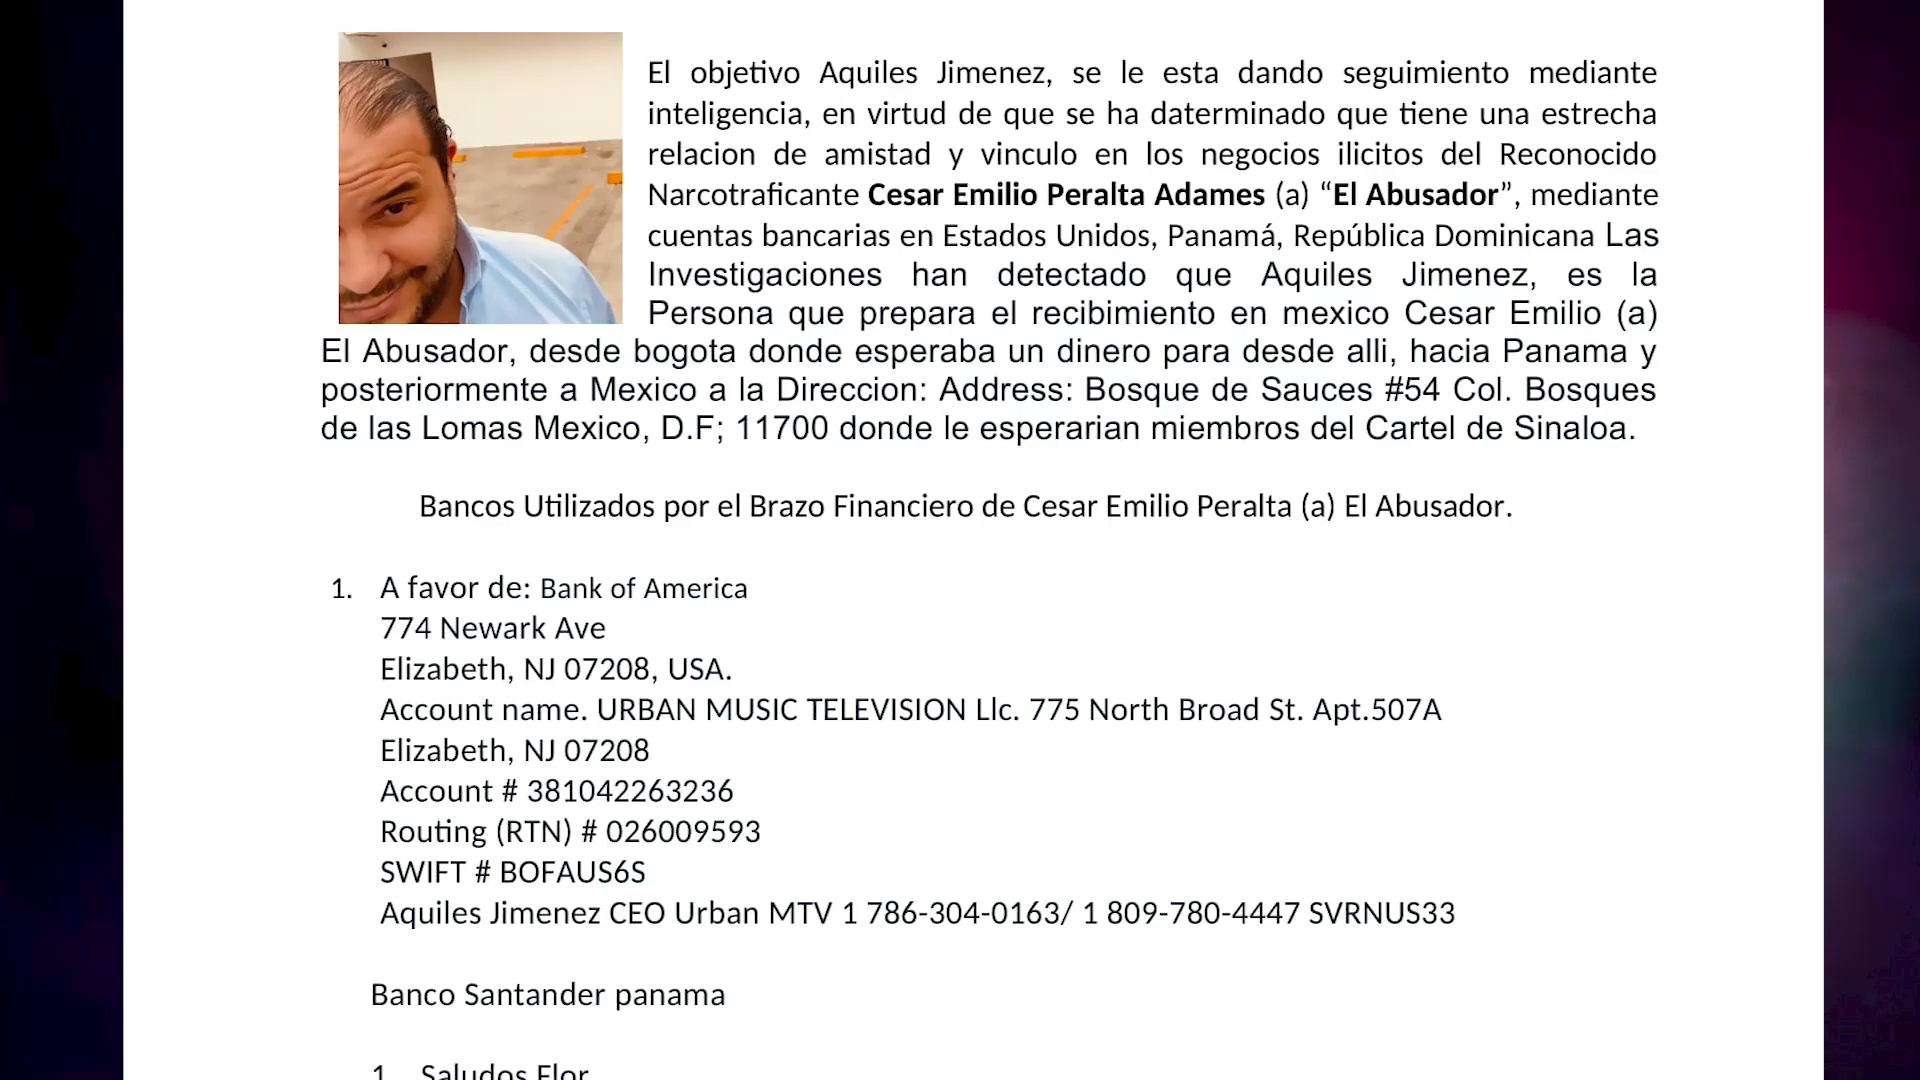 El objetivo Aquiles Jimenez, se le esta dando seguimiento mediante
inteligencia, en virtud de que se ha daterminado que tiene una estrecha
relacion de amistad y vinculo en los negocios ilicitos del Reconocido
Narcotraficante Cesar Emilio Peralta Adames (a) “El Abusador”, mediante
cuentas bancarias en Estados Unidos, Panamá, República Dominicana Las
Investigaciones han detectado que Aquiles Jimenez, es la
Persona que prepara el recibimiento en mexico Cesar Emilio (a)
El Abusador, desde bogota donde esperaba un dinero para desde alli, hacia Panama y
posteriormente a Mexico a la Direccion: Address: Bosque de Sauces #54 Col. Bosques
de las Lomas Mexico, D.F; 11700 donde le esperarian miembros del Cartel de Sinaloa.
Bancos Utilizados por el Brazo Financiero de Cesar Emilio Peralta (a) El Abusador.
1. A favor de: Bank of America
774 Newark Ave
Elizabeth, NJ 07208, USA.
Account name. URBAN MUSIC TELEVISION Llc. 775 North Broad St. Apt.507A
Elizabeth, NJ 07208
Account # 381042263236
Routing (RTN) # 026009593
SWIFT # BOFAUS6S
Aquiles Jimenez CEO Urban MTV 1 786-304-0163/ 1 809-780-4447 SVRNUS33
Banco Santander panama
1. Saludos Flor